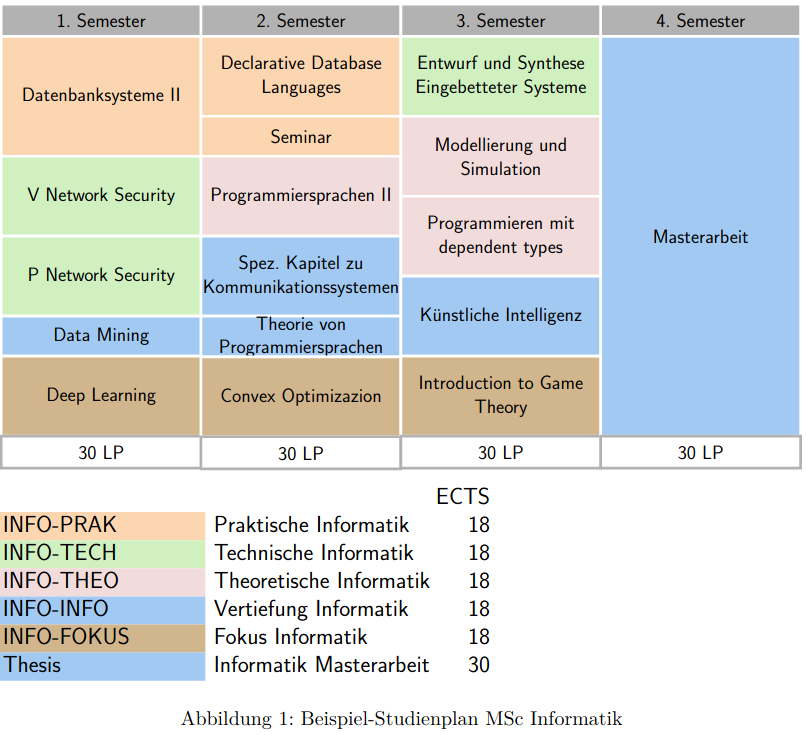 1. Semester
2. Semester
3. Semester
4. Semester
Datenbanksysteme II
V Network Security
P Network Security
Data Mining
Deep Learning
30 LP
Declarative Database
Languages
Seminar
Programmiersprachen II
Spez. Kapitel zu
Kommunikationssystemen
Theorie von
Programmiersprachen
Convex Optimizazion
30 LP
Entwurf und Synthese
Eingebetteter Systeme
Modellierung und
Simulation
Programmieren mit
dependent types
Künstliche Intelligenz
Introduction to Game
Theory
30 LP
Masterarbeit
30 LP
ECTS
INFO-PRAK Praktische Informatik 18
INFO-TECH Technische Informatik 18
INFO-THEO Theoretische Informatik 18
INFO-INFO Vertiefung Informatik 18
INFO-FOKUS Fokus Informatik 18
Thesis Informatik Masterarbeit 30
Abbildung 1: Beispiel-Studienplan MSc Informatik